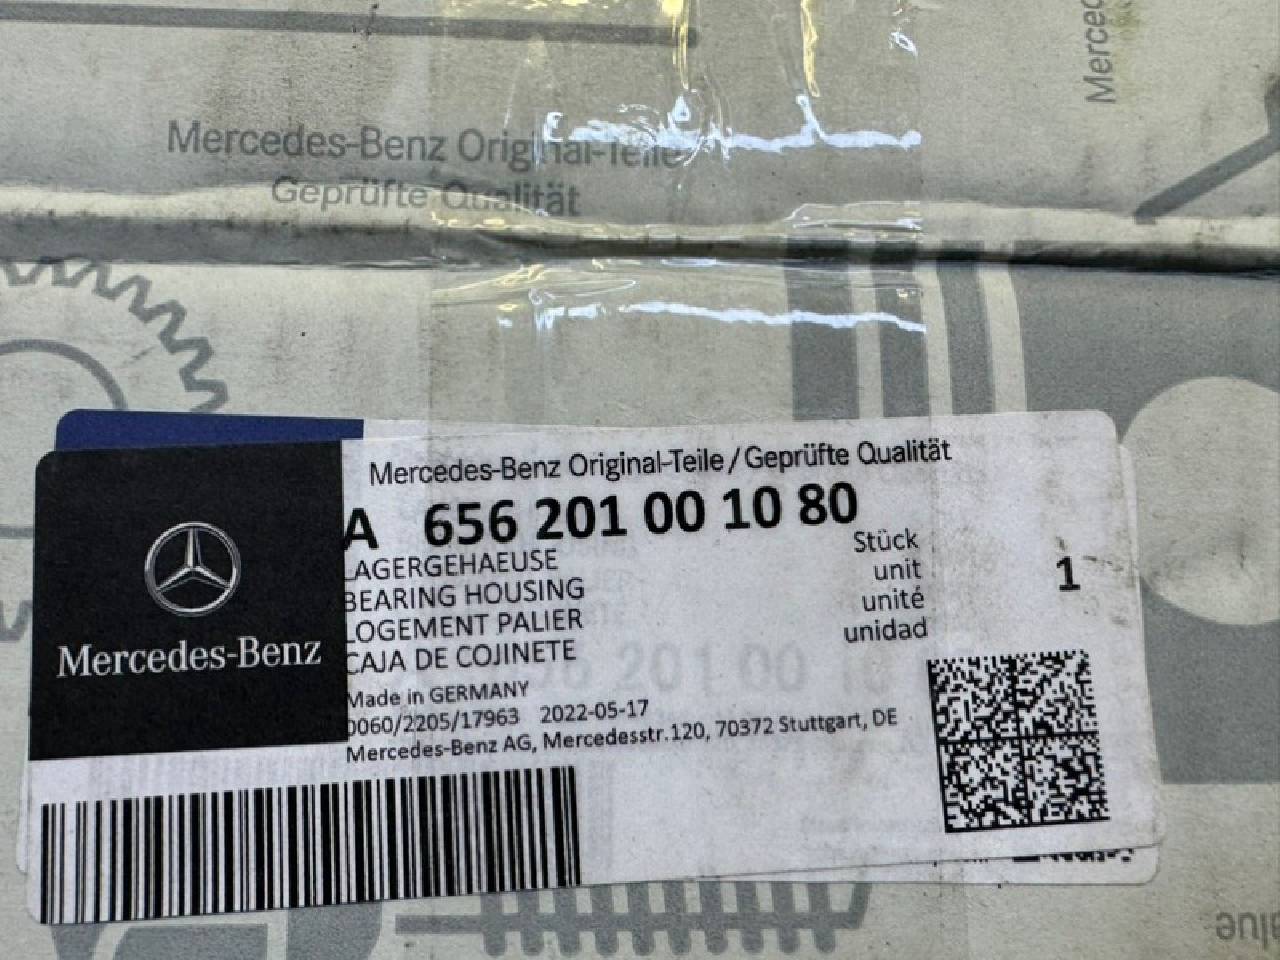 Mercedes-Benz Original-Teile
Geprüfte Qualität
Merced
Mercedes-Benz Original-Teile/Geprüfte Qualität
A 656 201 00 10 80
LAGERGEHAEUSE
BEARING HOUSING
LOGEMENT PALIER
CAJA DE COJINETE
Stück
unit
unité
unidad
1
Made in GERMANY
0060/2205/17963 2022-05-17
Mercedes-Benz AG, Mercedesstr.120, 70372 Stuttgart, DE
Mercedes-Benz
alue